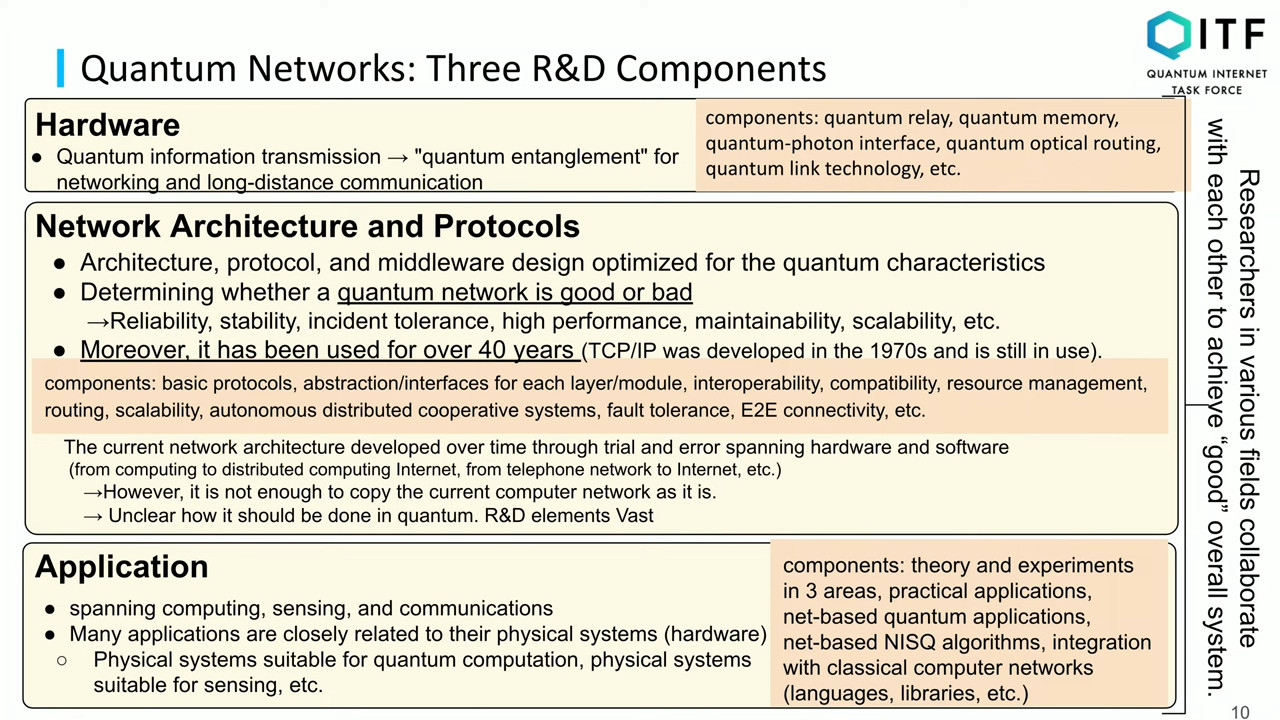 Quantum Networks: Three R&D Components
QITF
QUANTUM INTERNET
TASK FORCE
Hardware
● Quantum information transmission → "quantum entanglement" for
networking and long-distance communication
components: quantum relay, quantum memory,
quantum-photon interface, quantum optical routing,
quantum link technology, etc.
Network Architecture and Protocols
● Architecture, protocol, and middleware design optimized for the quantum characteristics
● Determining whether a quantum network is good or bad
→Reliability, stability, incident tolerance, high performance, maintainability, scalability, etc.
● Moreover, it has been used for over 40 years (TCP/IP was developed in the 1970s and is still in use).
components: basic protocols, abstraction/interfaces for each layer/module, interoperability, compatibility, resource management,
routing, scalability, autonomous distributed cooperative systems, fault tolerance, E2E connectivity, etc.
The current network architecture developed over time through trial and error spanning hardware and software
(from computing to distributed computing Internet, from telephone network to Internet, etc.)
→However, it is not enough to copy the current computer network as it is.
→ Unclear how it should be done in quantum. R&D elements Vast
Application
● spanning computing, sensing, and communications
● Many applications are closely related to their physical systems (hardware)
○ Physical systems suitable for quantum computation, physical systems
suitable for sensing, etc.
components: theory and experiments
in 3 areas, practical applications,
net-based quantum applications,
net-based NISQ algorithms, integration
with classical computer networks
(languages, libraries, etc.)
Researchers in various fields collaborate
with each other to achieve “good” overall system.
10